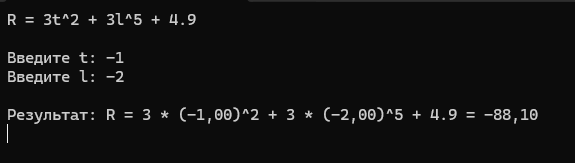 R = 3t^2 + 3l^5 + 4.9
Введите t: -1
Введите l: -2
Результат: R = 3 * (-1,00)^2 + 3 * (-2,00)^5 + 4.9 = -88,10